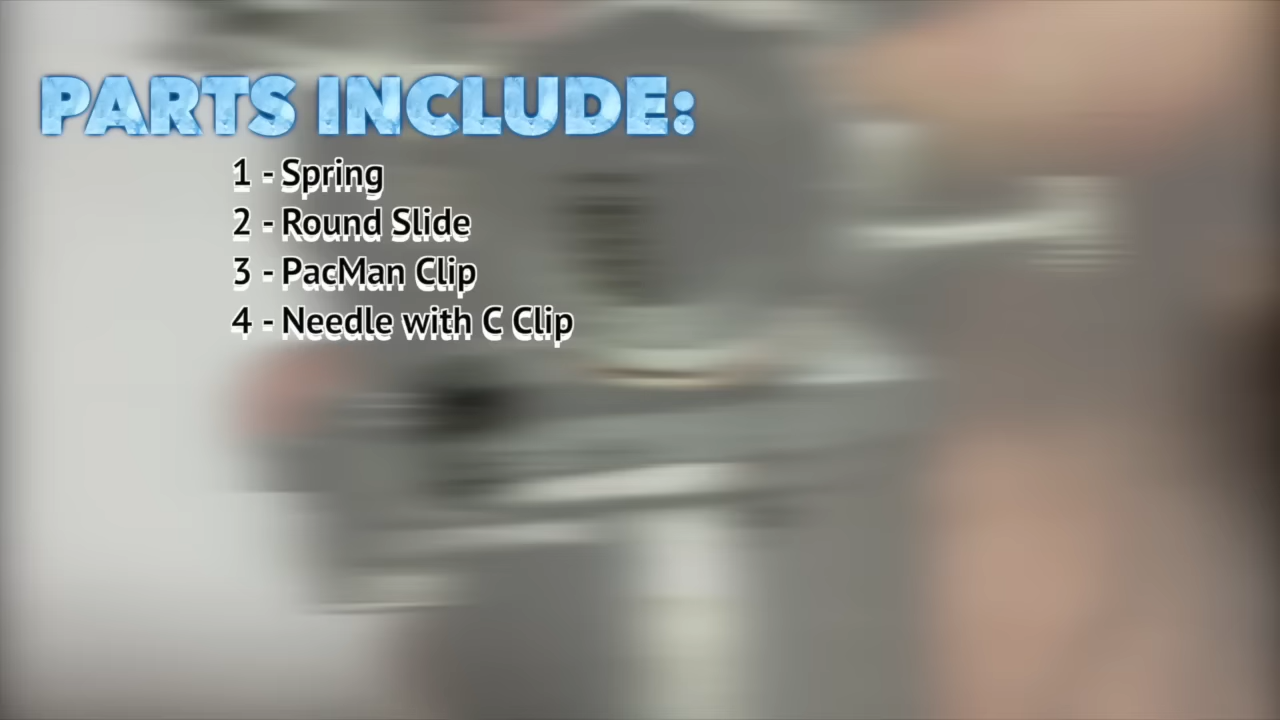 PARTS INCLUDE:
1 - Spring
2 - Round Slide
3 - PacMan Clip
4 - Needle with C Clip